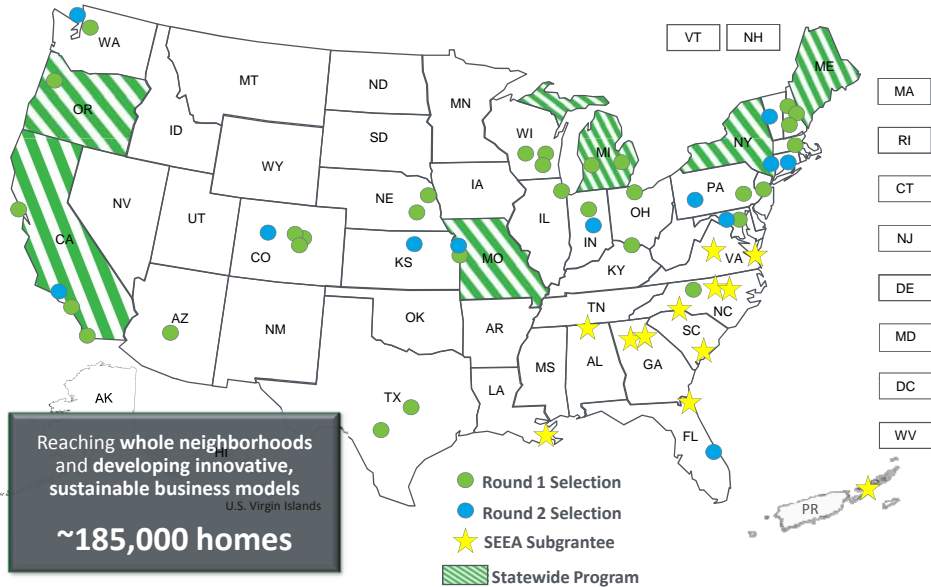 VT NH
WA
ME
MT
ND
MN
MA
OR
ID
SD
WI
MI
NY
RI
WY
IA
PA
CT
NE
NV
UT
IL
IN
OH
NJ
CA
CO
KS
MO
KY
VA
DE
AZ
NM
OK
AR
TN
NC
SC
MD
MS
AL
GA
DC
AK
TX
LA
WV
FL
HI
Reaching whole neighborhoods
and developing innovative,
sustainable business models
U.S. Virgin Islands
~185,000 homes
Round 1 Selection
Round 2 Selection
SEEA Subgrantee
Statewide Program
PR